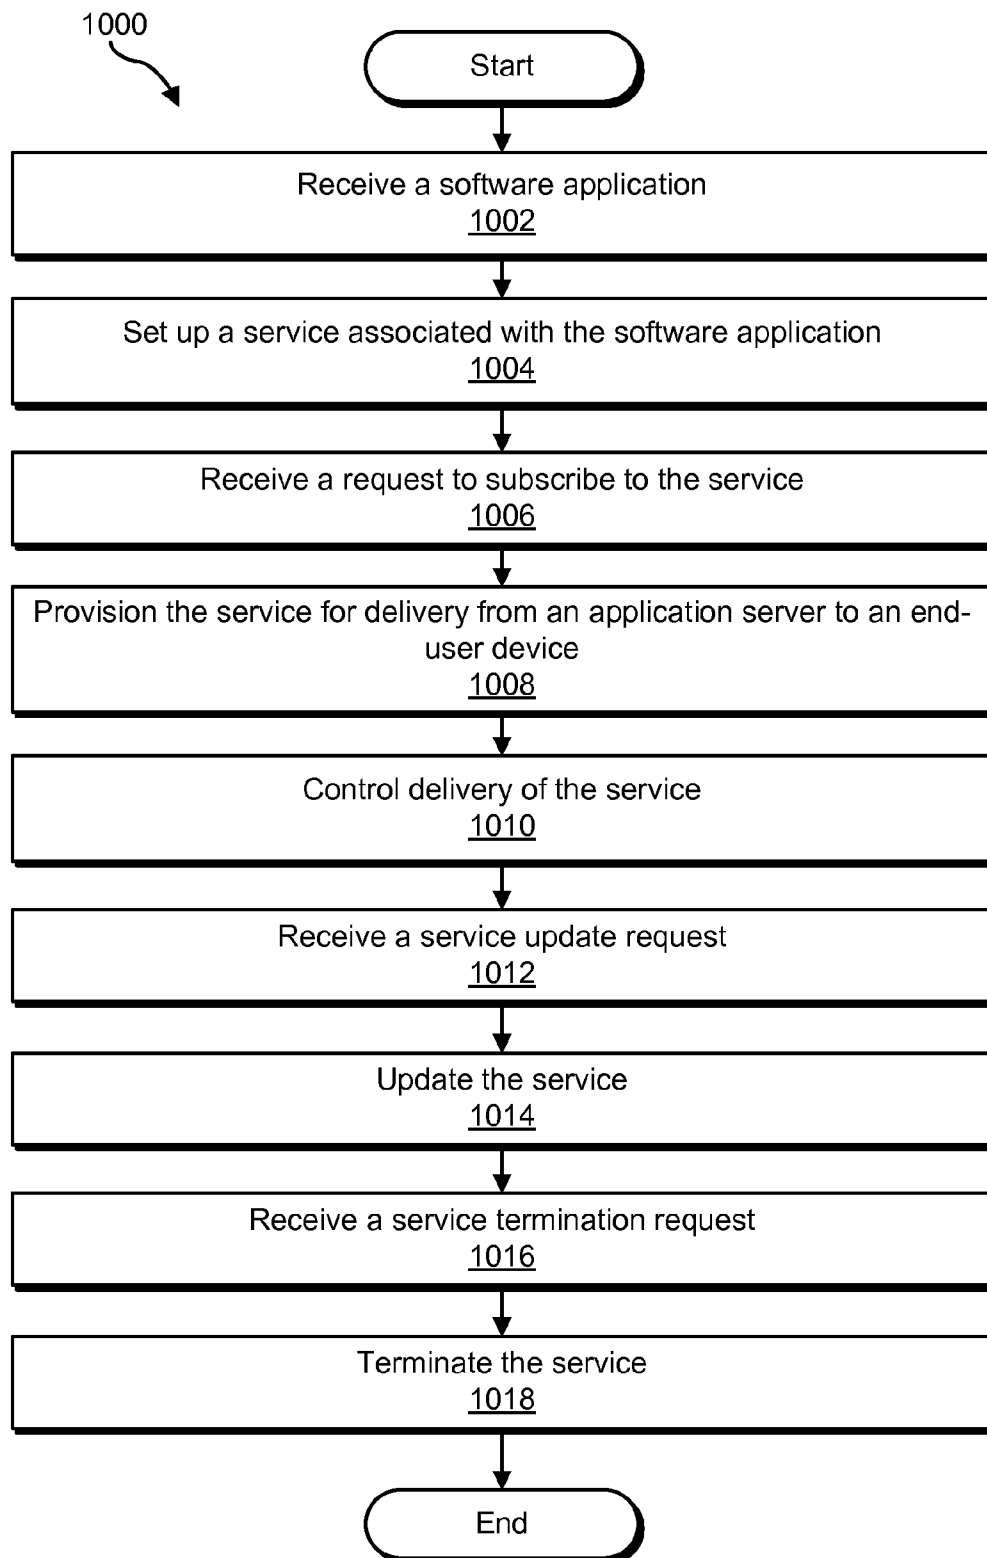 1000
Start
Receive a software application
1002
Set up a service associated with the software application
1004
Receive a request to subscribe to the service
1006
Provision the service for delivery from an application server to an end-
user device
1008
Control delivery of the service
1010
Receive a service update request
1012
Update the service
1014
Receive a service termination request
1016
Terminate the service
1018
End